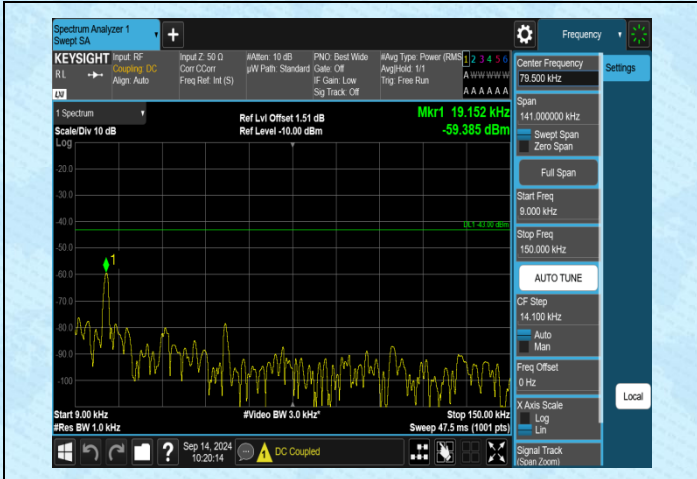 Spectrum Analyzer 1
Swept SA
+
Frequency
KEYSIGHT
RL
LXI
Input: RF
Coupling: DC
Align: Auto
Input Z: 50 Ω
Corr CCorr
Freq Ref: Int (S)
#Atten: 10 dB
µW Path: Standard
PNO: Best Wide
Gate: Off
IF Gain: Low
Sig Track: Off
#Avg Type: Power (RMS
Avg|Hold: 1/1
Trig: Free Run
1 2 3 4 5 6
A W W W W W
A A A A A A
1 Spectrum
Scale/Div 10 dB
Log
Ref Lvl Offset 1.51 dB
Ref Level -10.00 dBm
Mkr1 19.152 kHz
-59.385 dBm
-20.0
-30.0
-40.0
-50.0
-60.0
-70.0
-80.0
-90.0
-100
DL1 -43.00 dBm
1
Start 9.00 kHz
#Res BW 1.0 kHz
#Video BW 3.0 kHz*
Stop 150.00 kHz
Sweep 47.5 ms (1001 pts)
Center Frequency
79.500 kHz
Settings
Span
141.000000 kHz
Swept Span
Zero Span
Full Span
Start Freq
9.000 kHz
Stop Freq
150.000 kHz
AUTO TUNE
CF Step
14.100 kHz
Auto
Man
Freq Offset
0 Hz
X Axis Scale
Log
Lin
Local
Signal Track
(Span Zoom)
?
Sep 14, 2024
10:20:14
DC Coupled